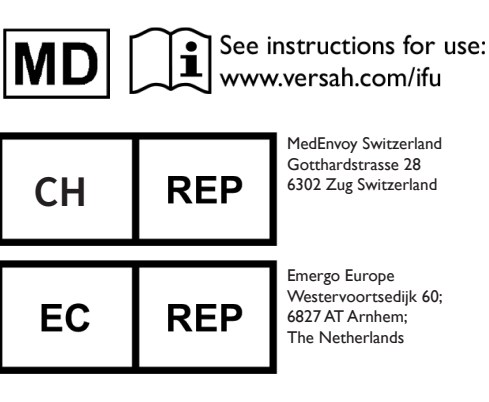 MD
i
See instructions for use:
www.versah.com/ifu
CH
REP
MedEnvoy Switzerland
Gotthardstrasse 28
6302 Zug Switzerland
EC
REP
Emergo Europe
Westervoortsedijk 60;
6827 AT Arnhem;
The Netherlands